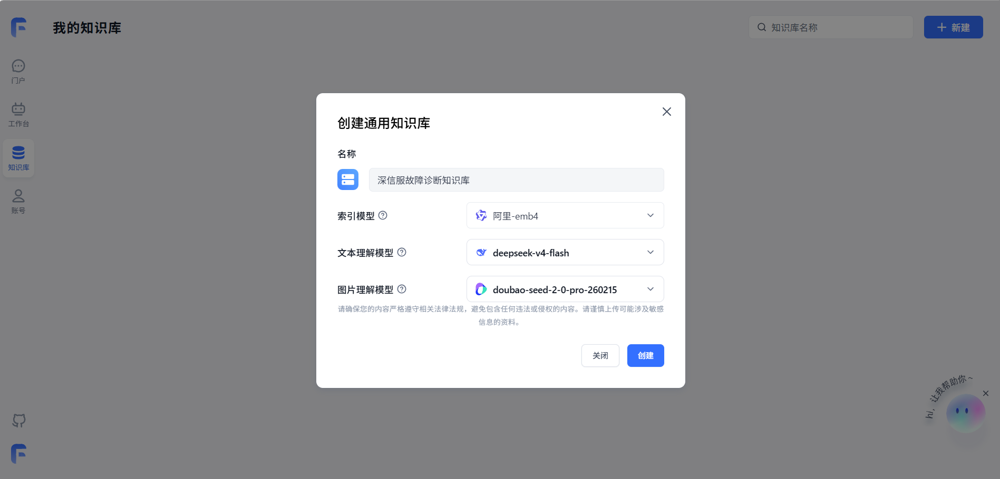 我的知识库
知识库名称
新建
门户
工作台
知识库
账号
创建通用知识库
名称
深信服故障诊断知识库
索引模型
阿里-emb4
文本理解模型
deepseek-v4-flash
图片理解模型
doubao-seed-2-0-pro-260215
请确保您的内容严格遵守相关法律法规，避免包含任何违法或侵权的内容。请谨慎上传可能涉及敏感
信息的资料。
关闭
创建
hi，让我帮助你～